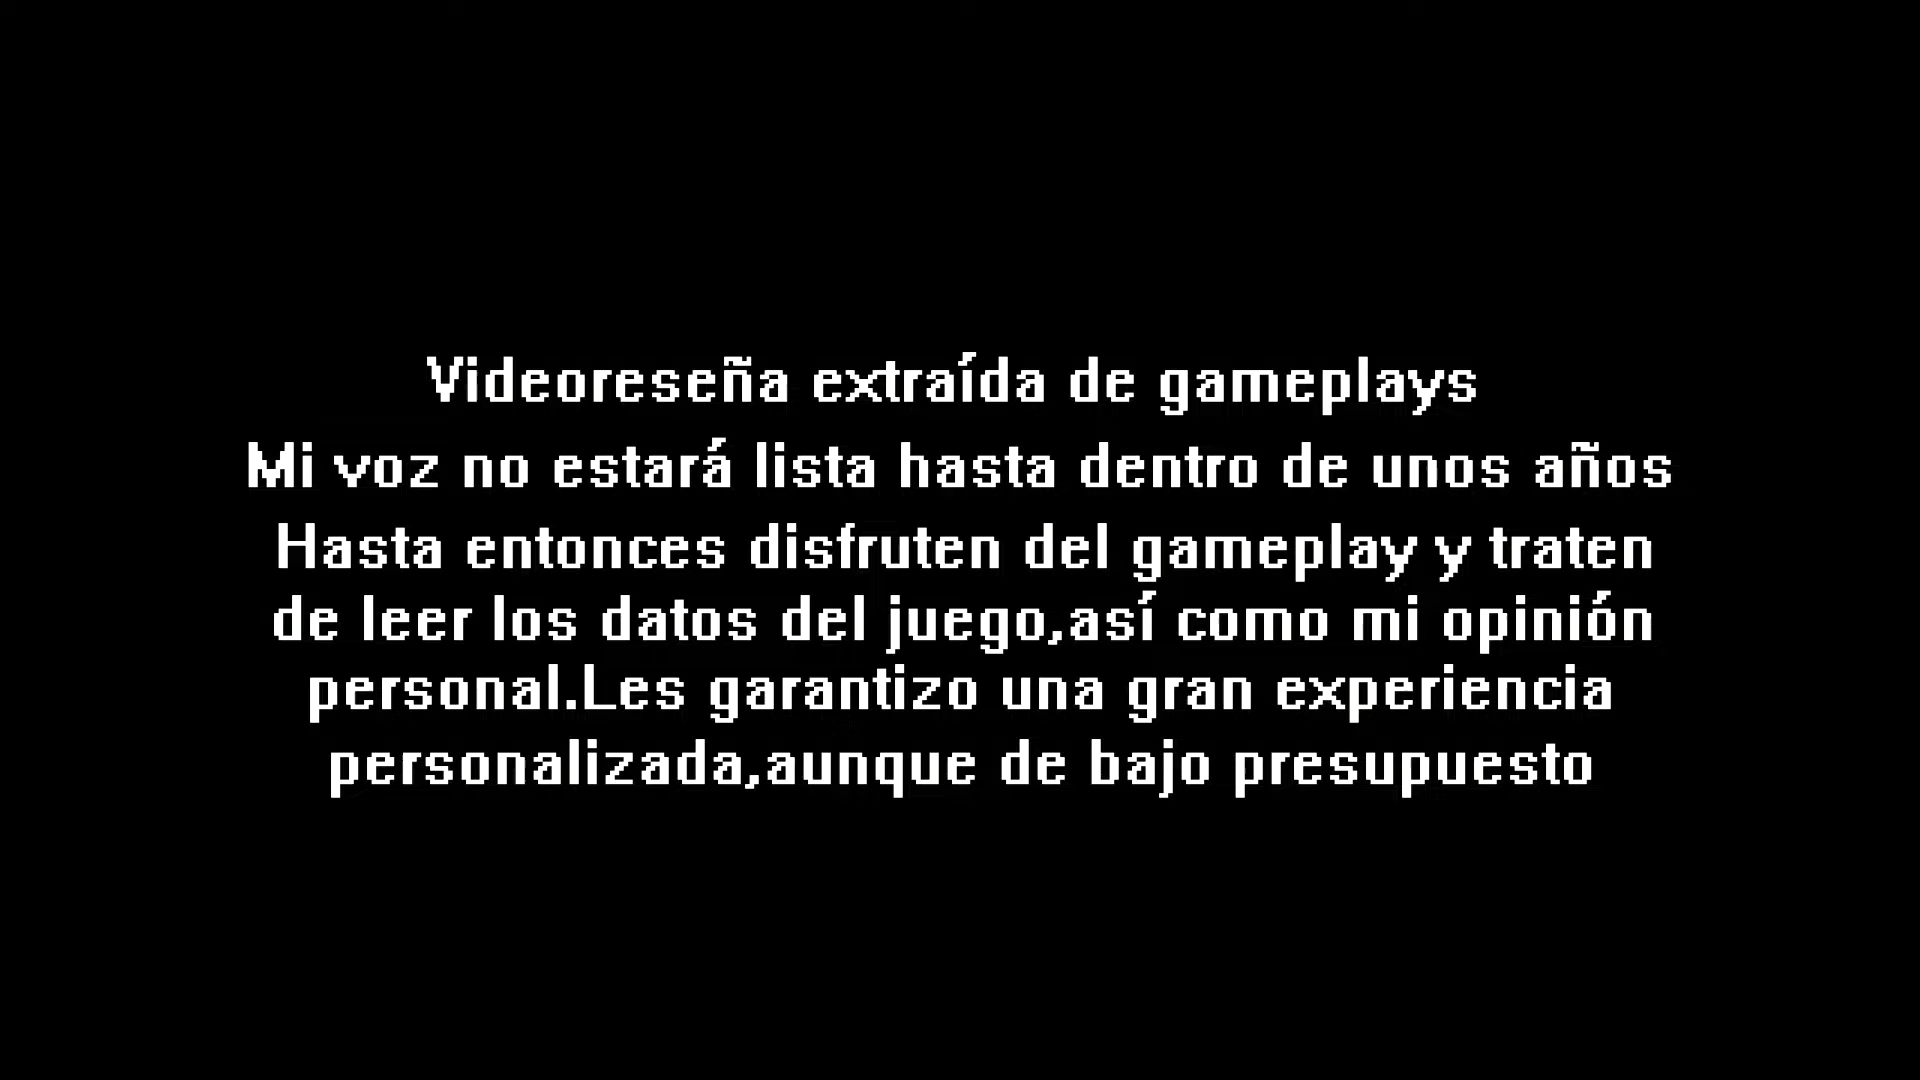 Videoreseña extraída de gameplays
Mi voz no estará lista hasta dentro de unos años
Hasta entonces disfruten del gameplay y traten
de leer los datos del juego,así como mi opinión
personal.Les garantizo una gran experiencia
personalizada,aunque de bajo presupuesto